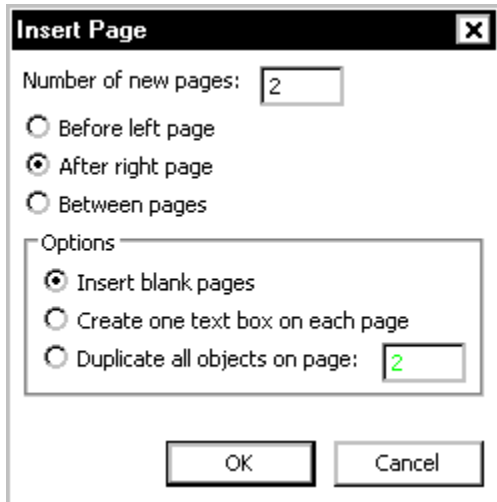 Insert Page
Number of new pages: 2
Before left page
After right page
Between pages
Options
Insert blank pages
Create one text box on each page
Duplicate all objects on page: 2
OK Cancel